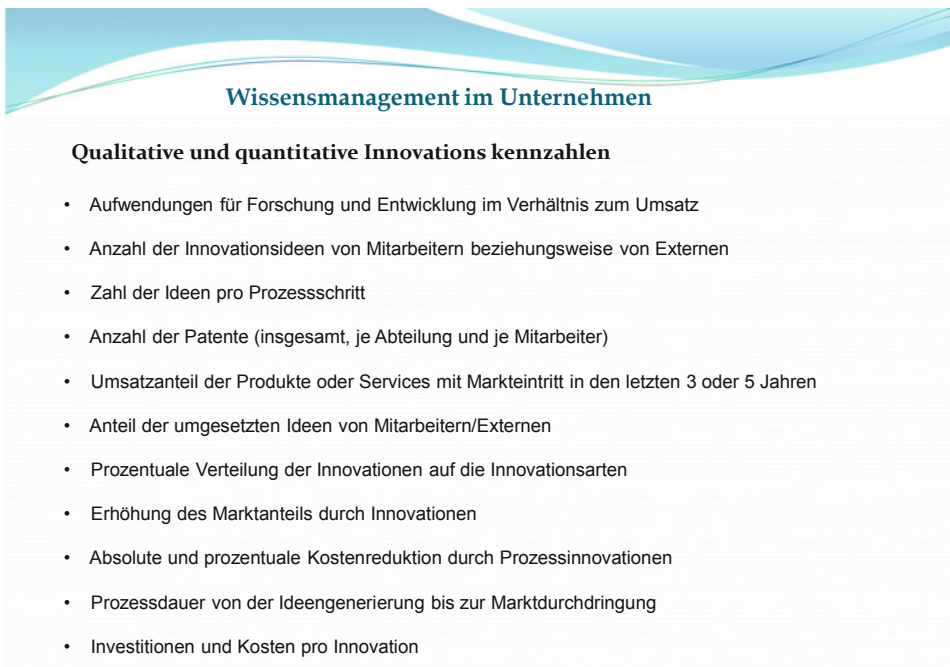 Wissensmanagement im Unternehmen
Qualitative und quantitative Innovations kennzahlen
• Aufwendungen für Forschung und Entwicklung im Verhältnis zum Umsatz
• Anzahl der Innovationsideen von Mitarbeitern beziehungsweise von Externen
• Zahl der Ideen pro Prozessschritt
• Anzahl der Patente (insgesamt, je Abteilung und je Mitarbeiter)
• Umsatzanteil der Produkte oder Services mit Markteintritt in den letzten 3 oder 5 Jahren
• Anteil der umgesetzten Ideen von Mitarbeitern/Externen
• Prozentuale Verteilung der Innovationen auf die Innovationsarten
• Erhöhung des Marktanteils durch Innovationen
• Absolute und prozentuale Kostenreduktion durch Prozessinnovationen
• Prozessdauer von der Ideengenerierung bis zur Marktdurchdringung
• Investitionen und Kosten pro Innovation